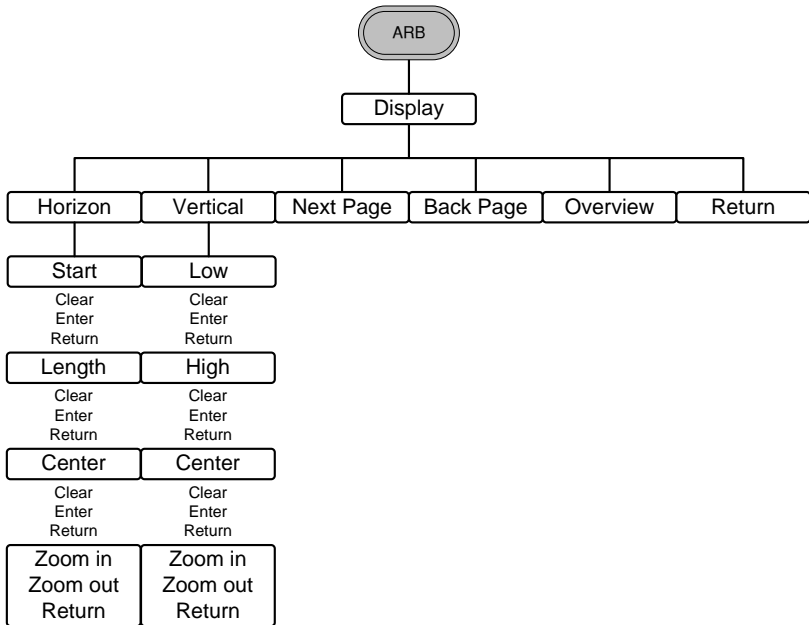 ARB
Display
Horizon Vertical Next Page Back Page Overview Return
Start Low
Clear Clear
Enter Enter
Return Return
Length High
Clear Clear
Enter Enter
Return Return
Center Center
Clear Clear
Enter Enter
Return Return
Zoom in Zoom in
Zoom out Zoom out
Return Return